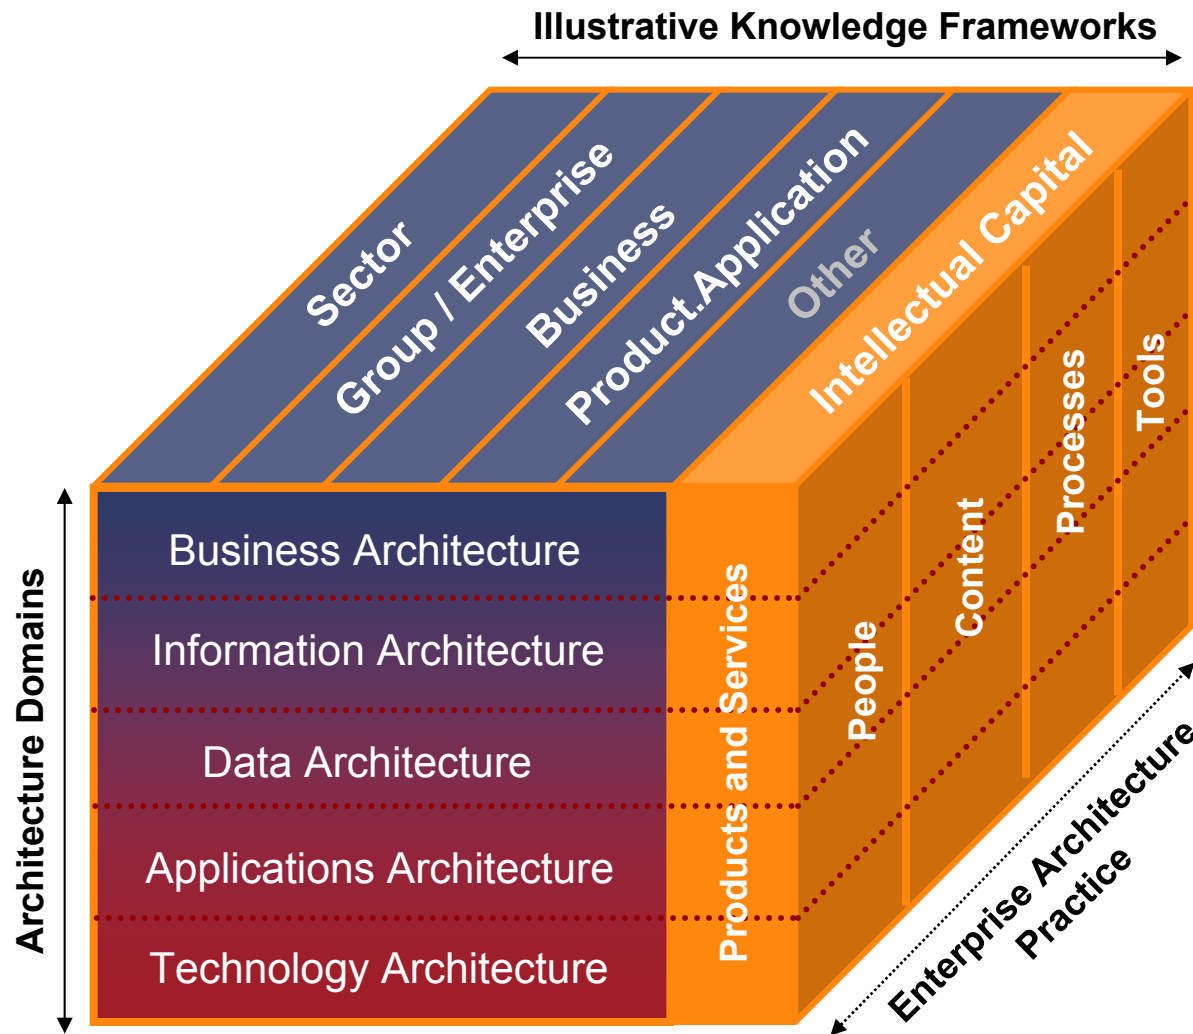 Illustrative Knowledge Frameworks
Sector
Group / Enterprise
Business
Product.Application
Other
Intellectual Capital
Architecture Domains
Business Architecture
Information Architecture
Data Architecture
Applications Architecture
Technology Architecture
Products and Services
People
Content
Processes
Tools
Enterprise Architecture
Practice